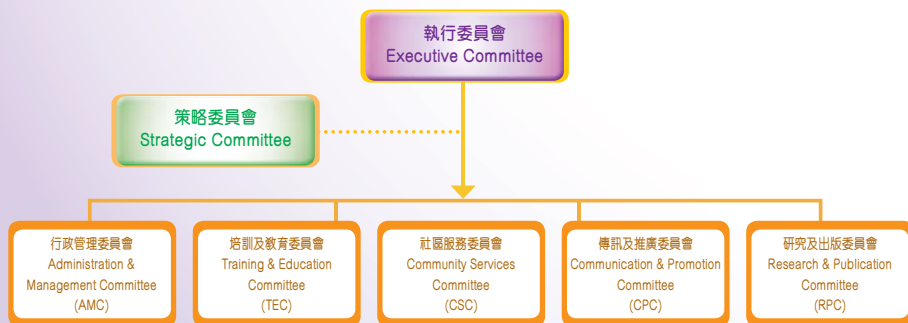 執行委員會
Executive Committee
策略委員會
Strategic Committee
行政管理委員會
Administration &
Management Committee
(AMC)
培訓及教育委員會
Training & Education
Committee
(TEC)
社區服務委員會
Community Services
Committee
(CSC)
傳訊及推廣委員會
Communication & Promotion
Committee
(CPC)
研究及出版委員會
Research & Publication
Committee
(RPC)